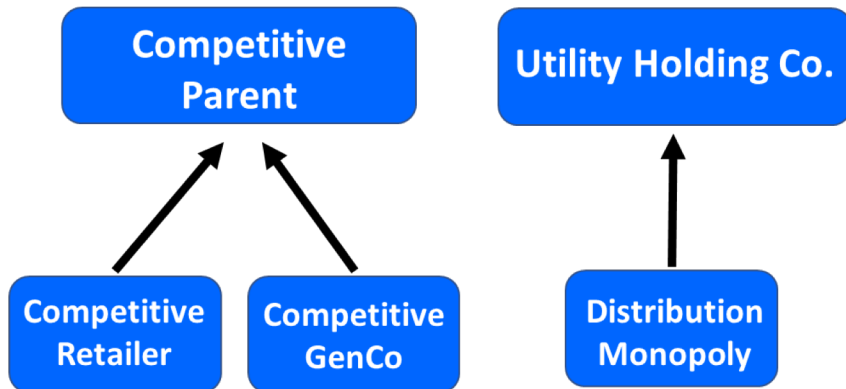 Competitive
Parent
Utility Holding Co.
Competitive
Retailer
Competitive
GenCo
Distribution
Monopoly